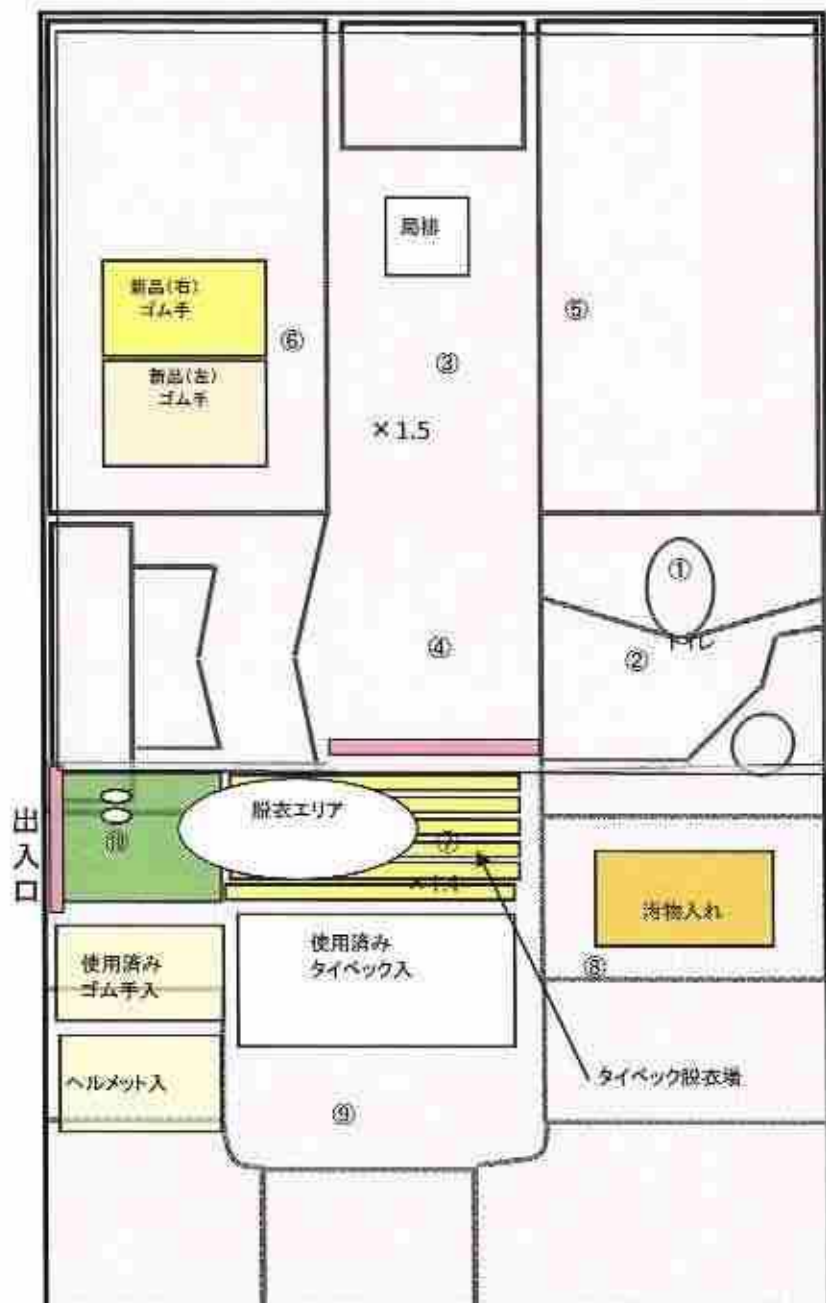 局排
新品(右)
ゴム手
⑥
⑤
③
新品(左)
ゴム手
×1.5
①
トイレ
②
④
出入口
脱衣エリア
⑩
⑦
×1.4
汚物入れ
使用済み
タイベック入
使用済み
ゴム手入
⑧
ヘルメット入
タイベック脱衣場
⑨